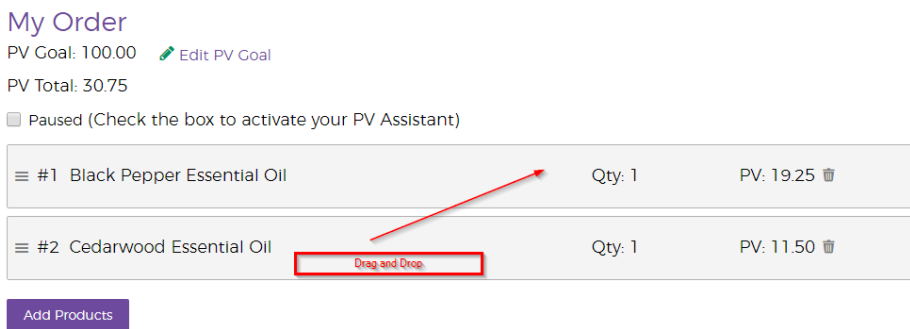 My Order
PV Goal: 100.00 Edit PV Goal
PV Total: 30.75
Paused (Check the box to activate your PV Assistant)
#1 Black Pepper Essential Oil Qty: 1 PV: 19.25
#2 Cedarwood Essential Oil Qty: 1 PV: 11.50
Drag and Drop
Add Products